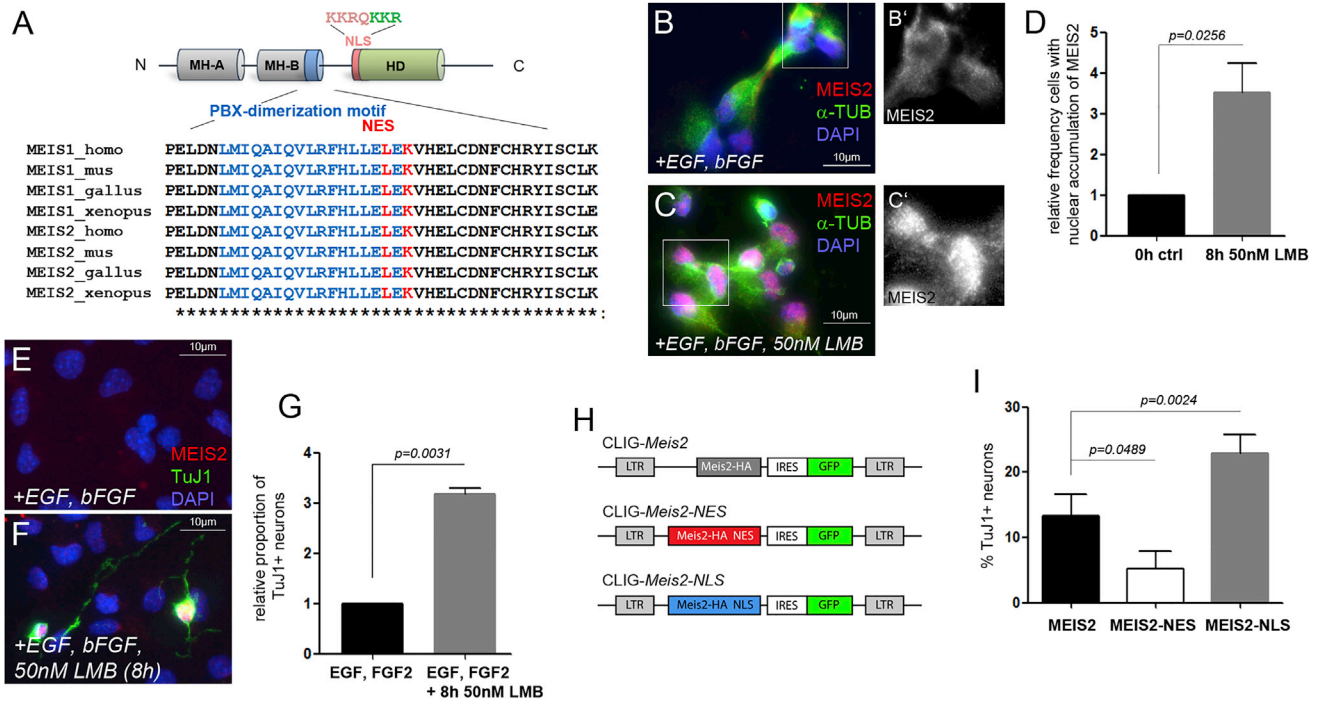 A
KKRQKKR
NLS
N MH-A MH-B HD C
PBX-dimerization motif
NES
MEIS1_homo PELDNLMIQAIQVLRFHLLELEKVHELCDNFCHRYISCLK
MEIS1_mus PELDNLMIQAIQVLRFHLLELEKVHELCDNFCHRYISCLK
MEIS1_gallus PELDNLMIQAIQVLRFHLLELEKVHELCDNFCHRYISCLK
MEIS1_xenopus PELDNLMIQAIQVLRFHLLELEKVHELCDNFCHRYISCLE
MEIS2_homo PELDNLMIQAIQVLRFHLLELEKVHELCDNFCHRYISCLK
MEIS2_mus PELDNLMIQAIQVLRFHLLELEKVHELCDNFCHRYISCLK
MEIS2_gallus PELDNLMIQAIQVLRFHLLELEKVHELCDNFCHRYISCLK
MEIS2_xenopus PELDNLMIQAIQVLRFHLLELEKVHELCDNFCHRYISCLK
***************************************:
B
MEIS2
α-TUB
DAPI
10µm
+EGF, bFGF
B'
MEIS2
C
MEIS2
α-TUB
DAPI
10µm
+EGF, bFGF, 50nM LMB
C'
MEIS2
D
relative frequency cells with
nuclear accumulation of MEIS2
p=0.0256
5
4
3
2
1
0
0h ctrl 8h 50nM LMB
E
10µm
MEIS2
TuJ1
DAPI
+EGF, bFGF
F
10µm
+EGF, bFGF,
50nM LMB (8h)
G
relative proportion of
TuJ1+ neurons
p=0.0031
4
3
2
1
0
EGF, FGF2 EGF, FGF2
+ 8h 50nM LMB
H
CLIG-Meis2
LTR Meis2-HA IRES GFP LTR
CLIG-Meis2-NES
LTR Meis2-HA NES IRES GFP LTR
CLIG-Meis2-NLS
LTR Meis2-HA NLS IRES GFP LTR
I
% TuJ1+ neurons
p=0.0024
p=0.0489
30
20
10
0
MEIS2 MEIS2-NES MEIS2-NLS